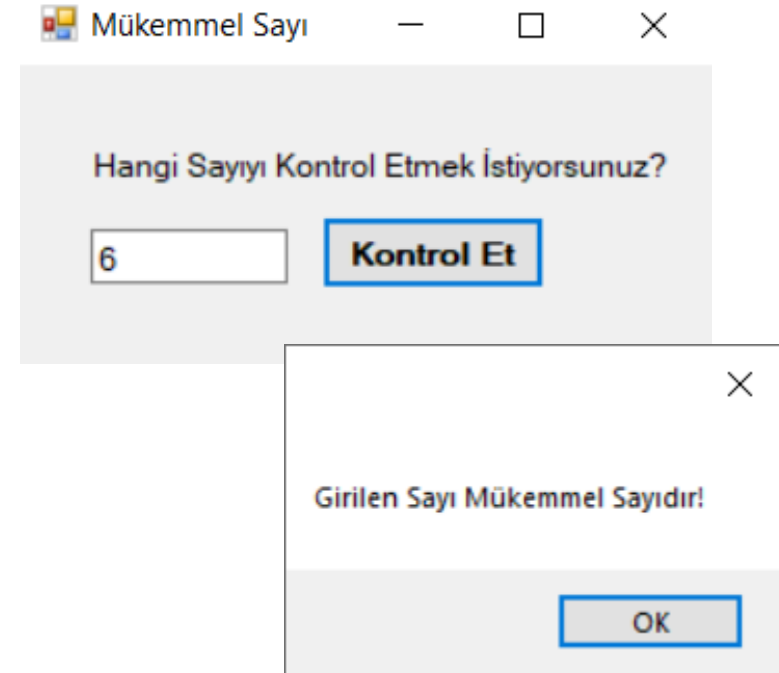 Mükemmel Sayı
Hangi Sayıyı Kontrol Etmek İstiyorsunuz?
6 Kontrol Et
Girilen Sayı Mükemmel Sayıdır!
OK